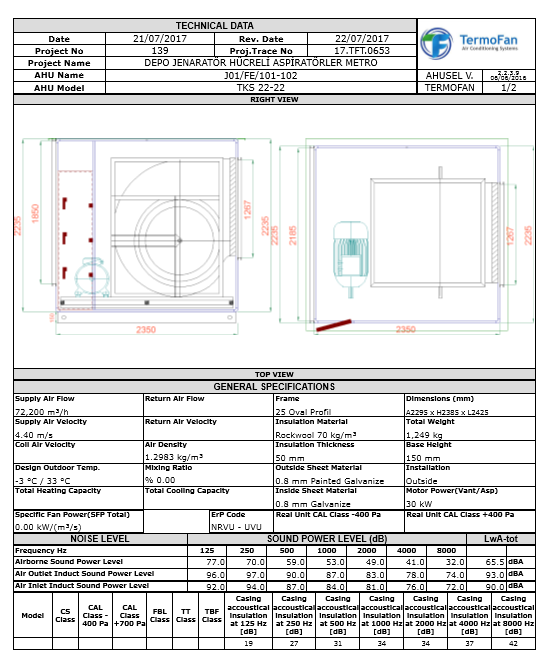 TECHNICAL DATA
Date 21/07/2017 Rev. Date 22/07/2017
Project No 139 Proj.Trace No 17.TFT.0653
Project Name DEPO JENARATÖR HÜCRELİ ASPİRATÖRLER METRO
AHU Name J01/FE/101-102 AHUSEL V. 2.2.3.9
AHU Model TKS 22-22 TERMOFAN 1/2
TermoFan
Air Conditioning Systems
RIGHT VIEW
2235
1850
1267
2235
150
2350
2235
2185
1267
2235
2350
TOP VIEW
GENERAL SPECIFICATIONS
Supply Air Flow Return Air Flow Frame Dimensions (mm)
72,200 m³/h 25 Oval Profil A2295 x H2385 x L2425
Supply Air Velocity Return Air Velocity Insulation Material Total Weight
4.40 m/s Rockwool 70 kg/m³ 1,249 kg
Coil Air Velocity Air Density Insulation Thickness Base Height
1.2983 kg/m³ 50 mm 150 mm
Design Outdoor Temp. Mixing Ratio Outside Sheet Material Installation
-3 °C / 33 °C % 0.00 0.8 mm Painted Galvanize Outside
Total Heating Capacity Total Cooling Capacity Inside Sheet Material Motor Power(Vant/Asp)
0.8 mm Galvanize 30 kW
Specific Fan Power(SFP Total) ErP Code Real Unit CAL Class -400 Pa Real Unit CAL Class +400 Pa
0.00 kW/(m³/s) NRVU - UVU
NOISE LEVEL SOUND POWER LEVEL (dB) LwA-tot
Frequency Hz 125 250 500 1000 2000 4000 8000
Airborne Sound Power Level 77.0 70.0 59.0 53.0 49.0 41.0 32.0 65.5 dBA
Air Outlet Induct Sound Power Level 96.0 97.0 90.0 87.0 83.0 78.0 74.0 93.0 dBA
Air Inlet Induct Sound Power Level 92.0 94.0 87.0 84.0 81.0 76.0 72.0 90.0 dBA
Model CS Class CAL Class - 400 Pa CAL Class +700 Pa FBL Class TT Class TBF Class Casing accoustical insulation at 125 Hz [dB] Casing accoustical insulation at 250 Hz [dB] Casing accoustical insulation at 500 Hz [dB] Casing accoustical insulation at 1000 Hz [dB] Casing accoustical insulation at 2000 Hz [dB] Casing accoustical insulation at 4000 Hz [dB] Casing accoustical insulation at 8000 Hz [dB]
19 27 31 34 34 37 42